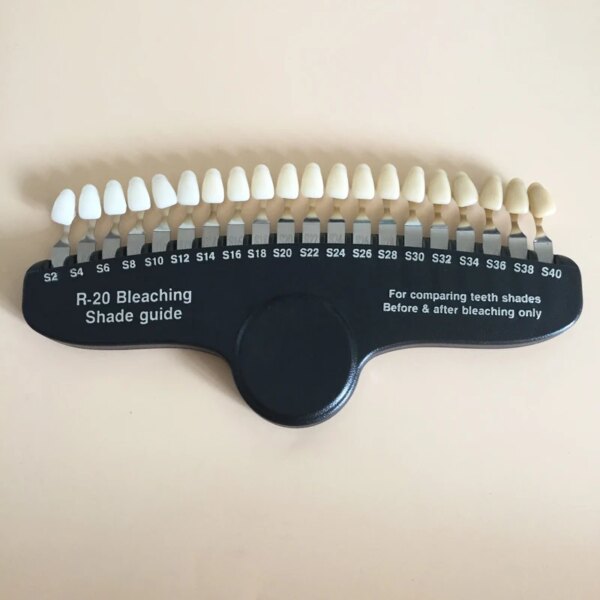 S2 S4 S6 S8 S10 S12 S14 S16 S18 S20 S22 S24 S26 S28 S30 S32 S34 S36 S38 S40
R-20 Bleaching
Shade guide
For comparing teeth shades
Before & after bleaching only